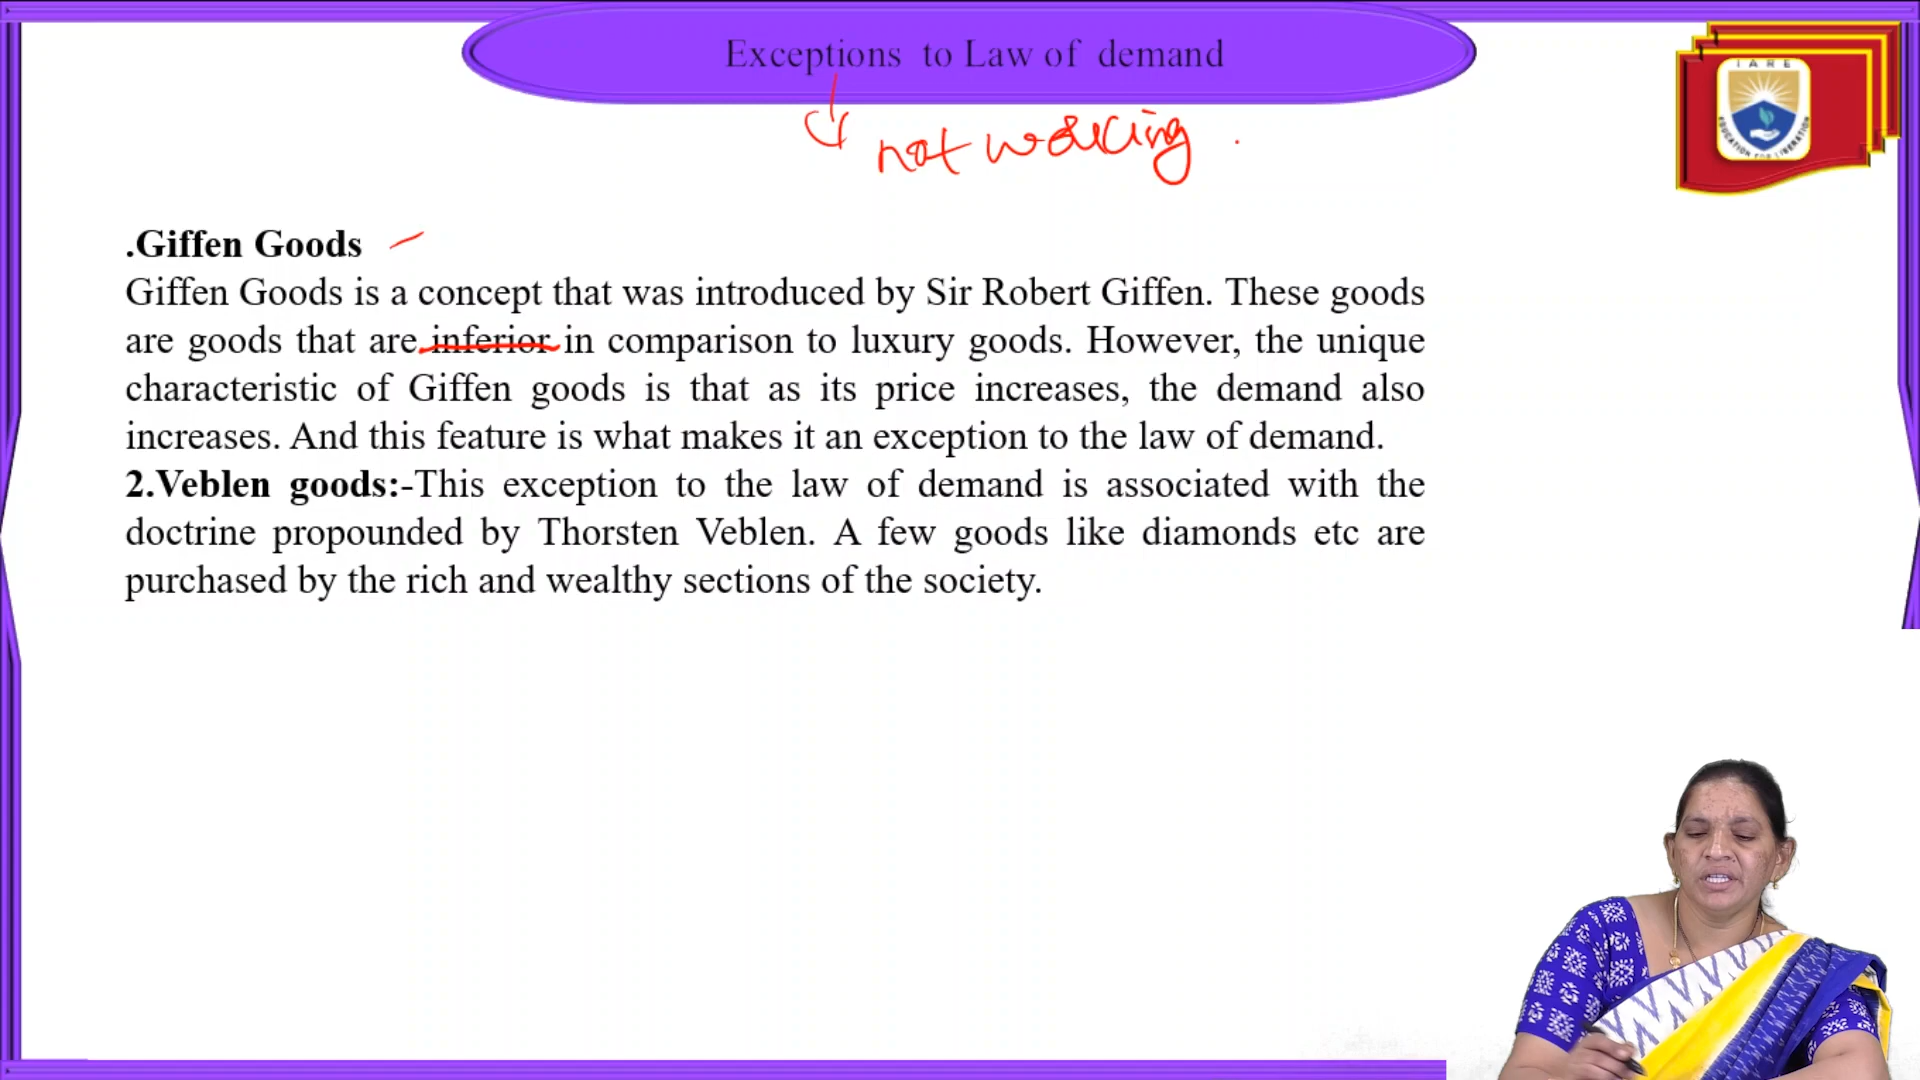 Exceptions to Law of demand
IARE
EDUCATION FOR LIBERATION
not working.
.Giffen Goods
Giffen Goods is a concept that was introduced by Sir Robert Giffen. These goods
are goods that are inferior in comparison to luxury goods. However, the unique
characteristic of Giffen goods is that as its price increases, the demand also
increases. And this feature is what makes it an exception to the law of demand.
2.Veblen goods:-This exception to the law of demand is associated with the
doctrine propounded by Thorsten Veblen. A few goods like diamonds etc are
purchased by the rich and wealthy sections of the society.